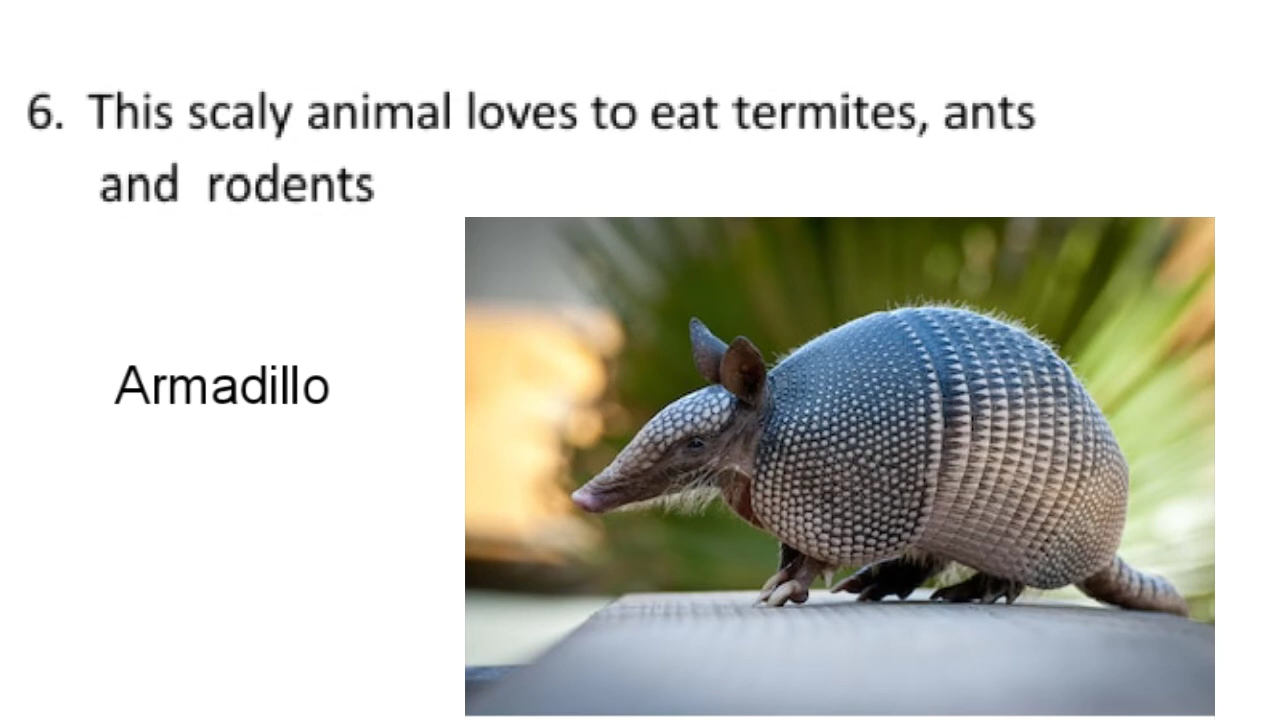 6. This scaly animal loves to eat termites, ants
and rodents
Armadillo